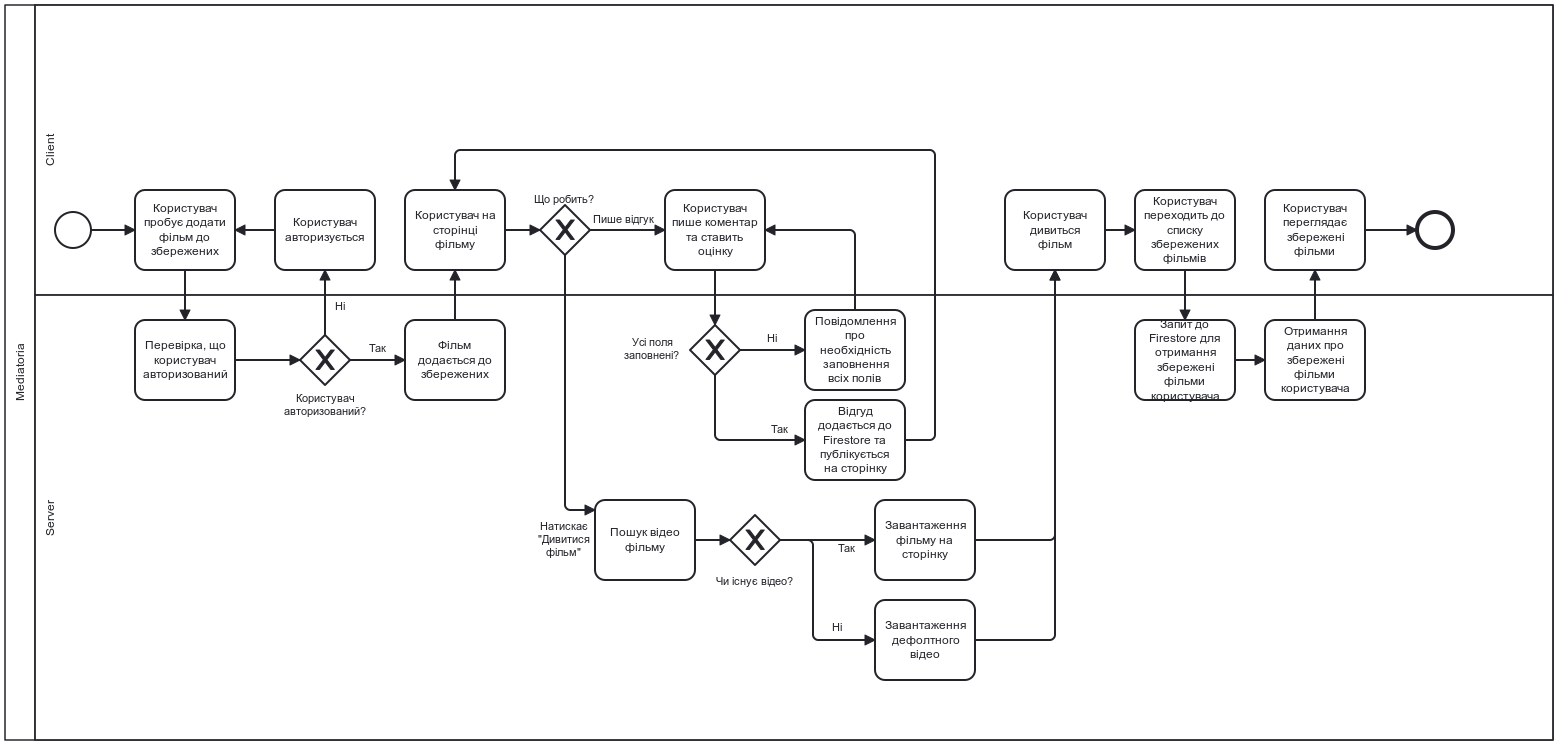 Mediatoria
Client
Server
Користувач
пробує додати
фільм до
збережених
Користувач
авторизується
Користувач на
сторінці
фільму
Що робить?
Пише відгук
Користувач
пише коментар
та ставить
оцінку
Користувач
дивиться
фільм
Користувач
переходить до
списку
збережених
фільмів
Користувач
переглядає
збережені
фільми
Ні
Перевірка, що
користувач
авторизований
Так
Користувач
авторизований?
Фільм
додається до
збережених
Усі поля
заповнені?
Ні
Повідомлення
про
необхідність
заповнення
всіх полів
Так
Відгуд
додається до
Firestore та
публікується
на сторінку
Запит до
Firestore для
отримання
збережені
фільми
користувача
Отримання
даних про
збережені
фільми
користувача
Натискає
"Дивитися
фільм"
Пошук відео
фільму
Чи існує відео?
Так
Завантаження
фільму на
сторінку
Ні
Завантаження
дефолтного
відео